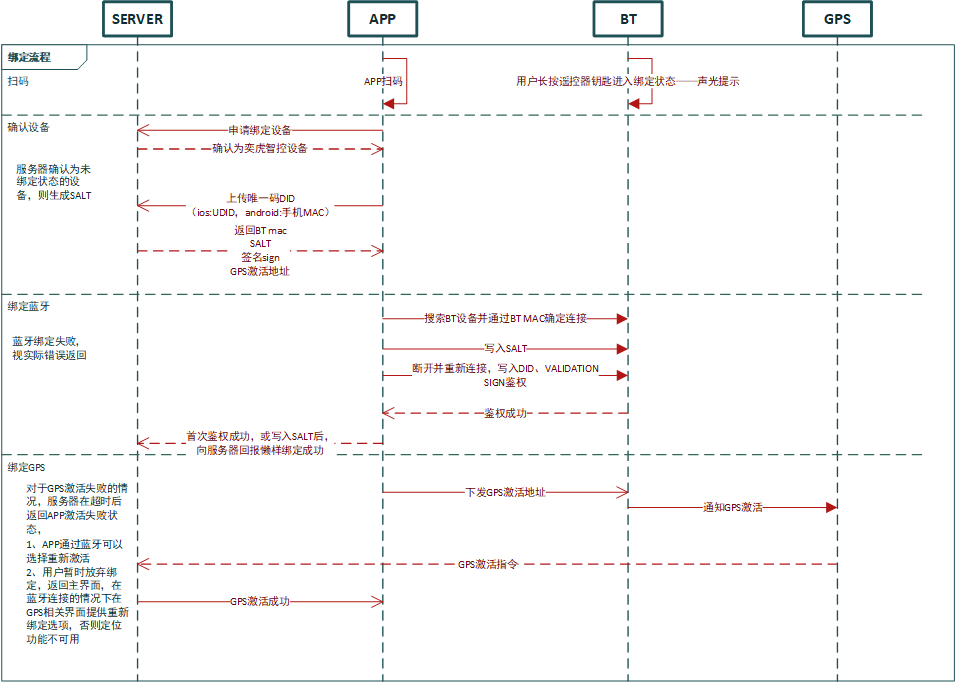 SERVER
APP
BT
GPS
绑定流程
扫码
APP扫码
用户长按遥控器钥匙进入绑定状态——声光提示
确认设备
申请绑定设备
确认为奕虎智控设备
服务器确认为未
绑定状态的设
备，则生成SALT
上传唯一码DID
（ios:UDID，android:手机MAC）
返回BT mac
SALT
签名sign
GPS激活地址
绑定蓝牙
搜索BT设备并通过BT MAC确定连接
蓝牙绑定失败，
视实际错误返回
写入SALT
断开并重新连接，写入DID、VALIDATION
SIGN鉴权
鉴权成功
首次鉴权成功，或写入SALT后，
向服务器回报懒样绑定成功
绑定GPS
对于GPS激活失败的情
况，服务器在超时后
返回APP激活失败状
态，
1、APP通过蓝牙可以
选择重新激活
2、用户暂时放弃绑
定，返回主界面，在
蓝牙连接的情况下在
GPS相关界面提供重新
绑定选项，否则定位
功能不可用
下发GPS激活地址
通知GPS激活
GPS激活指令
GPS激活成功